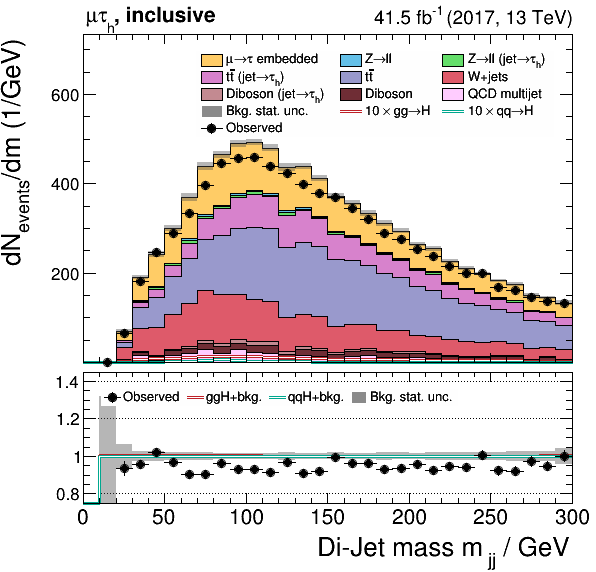 μτₕ, inclusive 41.5 fb⁻¹ (2017, 13 TeV)
dN_events/dm (1/GeV)
μ→τ embedded Z→ll Z→ll (jet→τₕ)
tt̄ (jet→τₕ) tt̄ W+jets
Diboson (jet→τₕ) Diboson QCD multijet
Bkg. stat. unc. 10 × gg→H 10 × qq→H
Observed
600
400
200
1.4
Observed ggH+bkg. qqH+bkg. Bkg. stat. unc.
1.2
1
0.8
0 50 100 150 200 250 300
Di-Jet mass m_jj / GeV